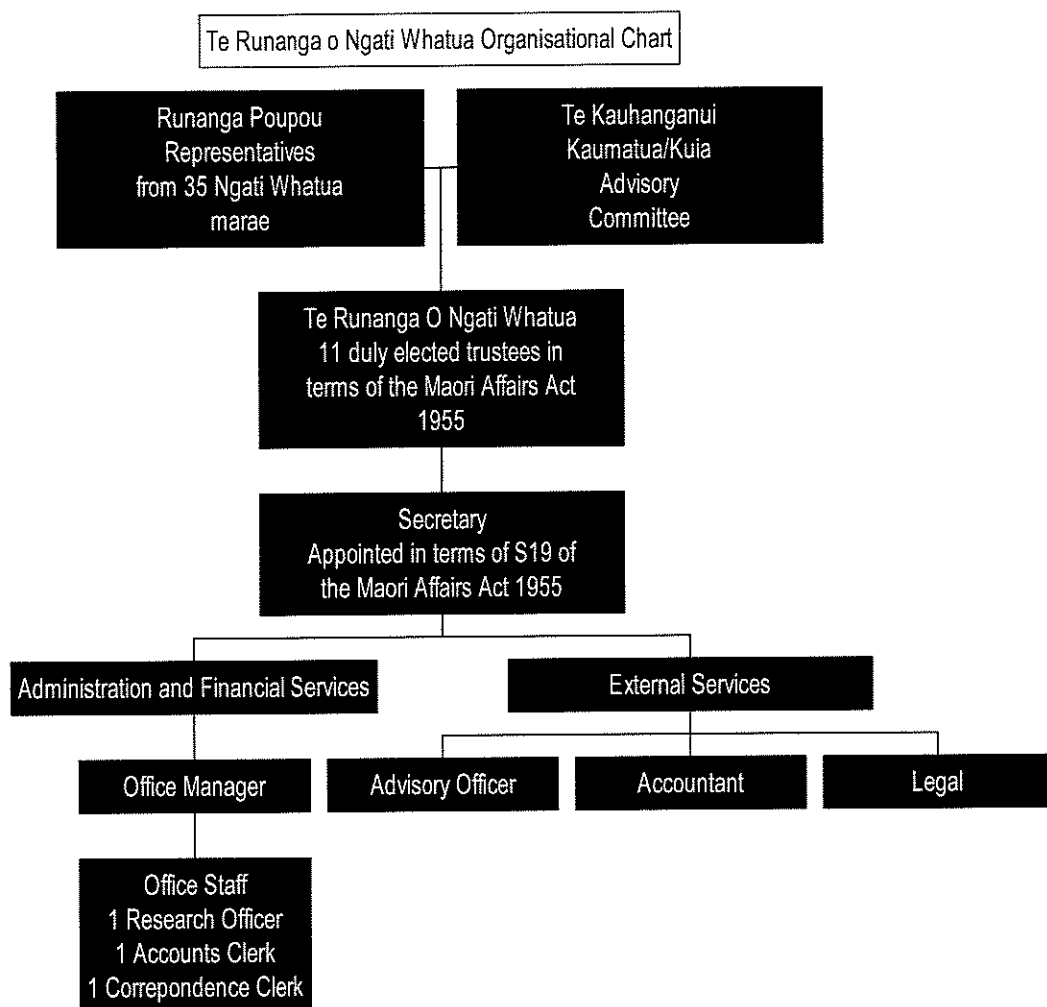 Te Runanga o Ngati Whatua Organisational Chart
Runanga Poupou
Representatives
from 35 Ngati Whatua
marae
Te Kauhanganui
Kaumatua/Kuia
Advisory
Committee
Te Runanga O Ngati Whatua
11 duly elected trustees in
terms of the Maori Affairs Act
1955
Secretary
Appointed in terms of S19 of
the Maori Affairs Act 1955
Administration and Financial Services
External Services
Office Manager
Advisory Officer
Accountant
Legal
Office Staff
1 Research Officer
1 Accounts Clerk
1 Correpondence Clerk